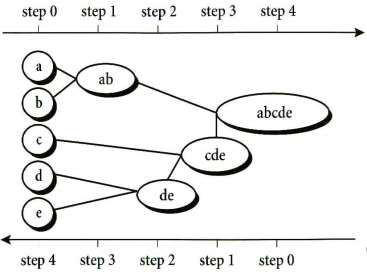 step 0 step 1 step 2 step 3 step 4
a
ab
b
abcde
c
cde
d
de
e
step 4 step 3 step 2 step 1 step 0